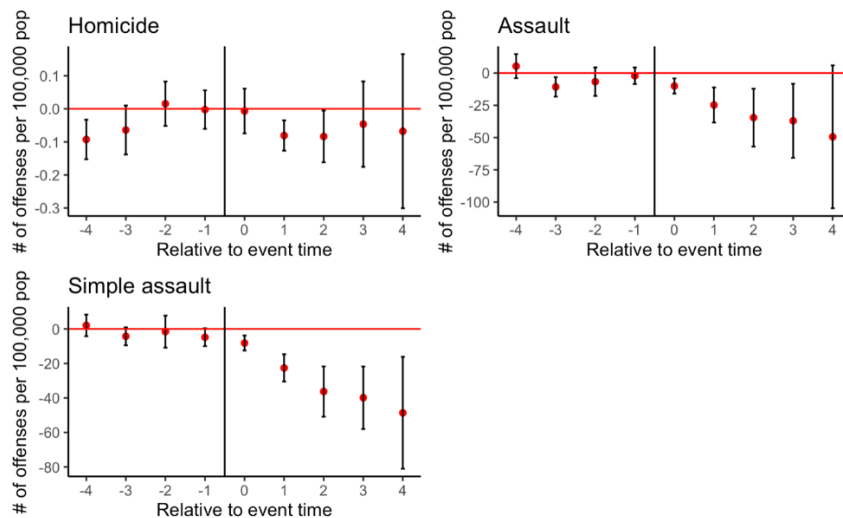 Homicide
# of offenses per 100,000 pop
0.1
0.0
-0.1
-0.2
-0.3
-4 -3 -2 -1 0 1 2 3 4
Relative to event time
Assault
# of offenses per 100,000 pop
0
-25
-50
-75
-100
-4 -3 -2 -1 0 1 2 3 4
Relative to event time
Simple assault
# of offenses per 100,000 pop
0
-20
-40
-60
-80
-4 -3 -2 -1 0 1 2 3 4
Relative to event time